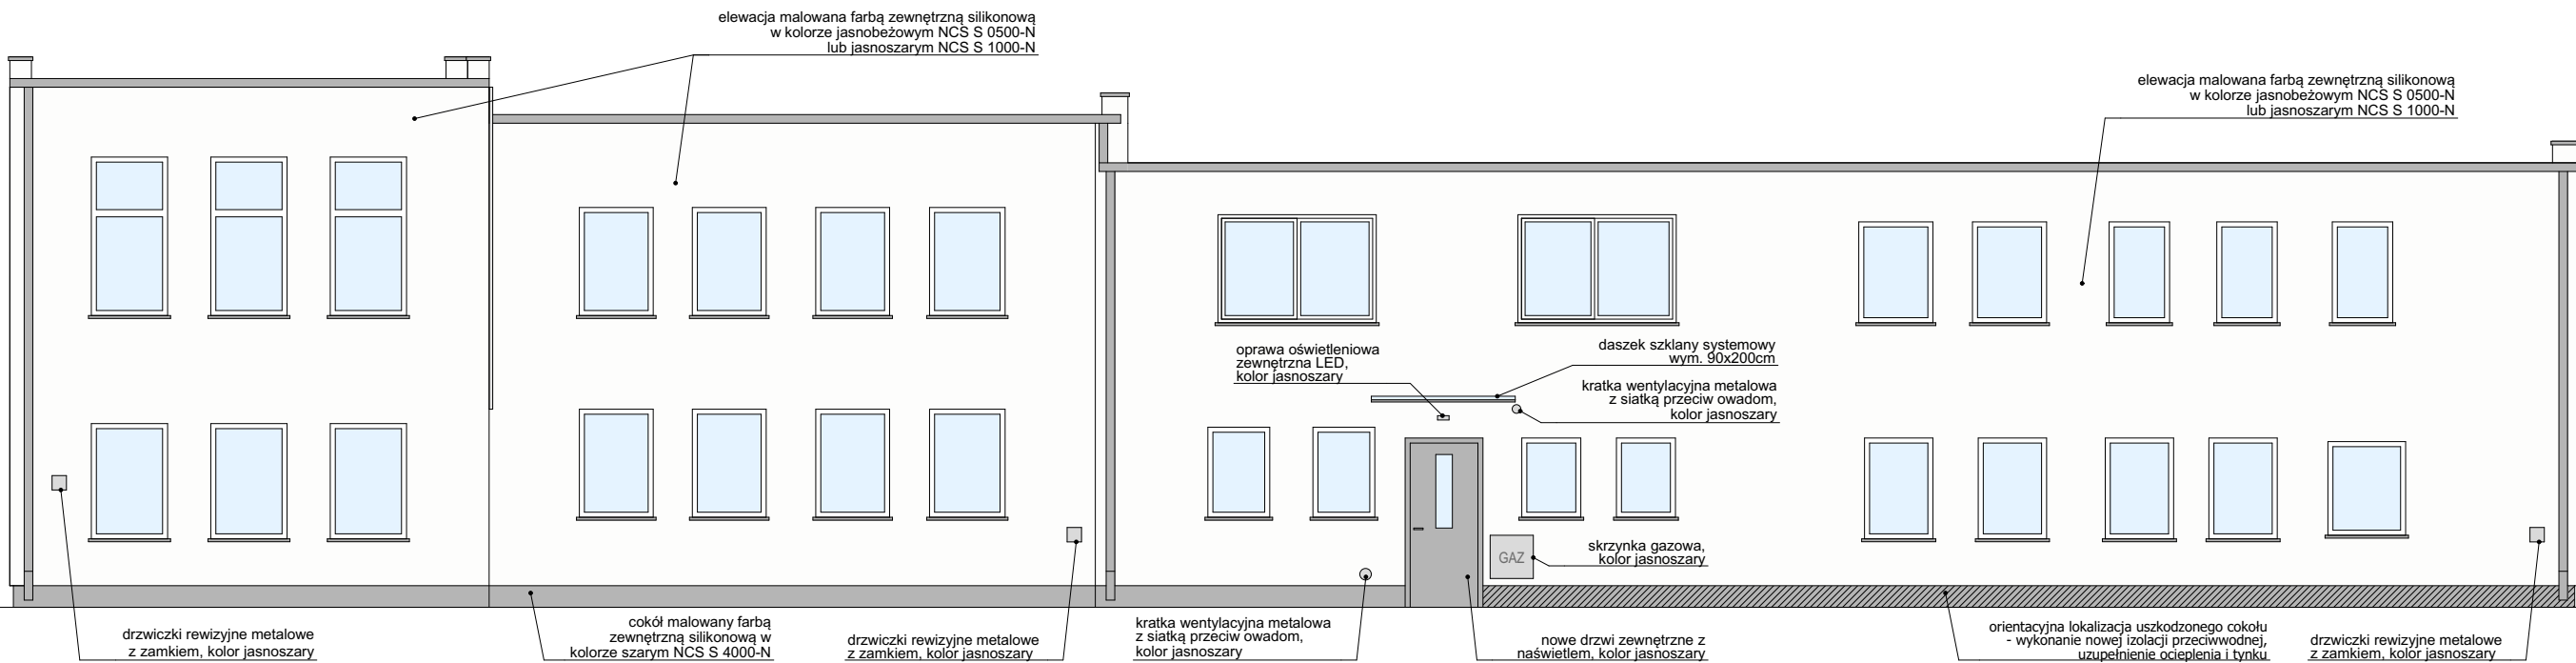 elewacja malowana farbą zewnętrzną silikonową
w kolorze jasnobeżowym NCS S 0500-N
lub jasnoszarym NCS S 1000-N
elewacja malowana farbą zewnętrzną silikonową
w kolorze jasnobeżowym NCS S 0500-N
lub jasnoszarym NCS S 1000-N
oprawa oświetleniowa
zewnętrzna LED,
kolor jasnoszary
daszek szklany systemowy
wym. 90x200cm
kratka wentylacyjna metalowa
z siatką przeciw owadom,
kolor jasnoszary
GAZ
skrzynka gazowa,
kolor jasnoszary
drzwiczki rewizyjne metalowe
z zamkiem, kolor jasnoszary
cokół malowany farbą
zewnętrzną silikonową w
kolorze szarym NCS S 4000-N
drzwiczki rewizyjne metalowe
z zamkiem, kolor jasnoszary
kratka wentylacyjna metalowa
z siatką przeciw owadom,
kolor jasnoszary
nowe drzwi zewnętrzne z
naświetlem, kolor jasnoszary
orientacyjna lokalizacja uszkodzonego cokołu
- wykonanie nowej izolacji przeciwwodnej,
uzupełnienie ocieplenia i tynku
drzwiczki rewizyjne metalowe
z zamkiem, kolor jasnoszary